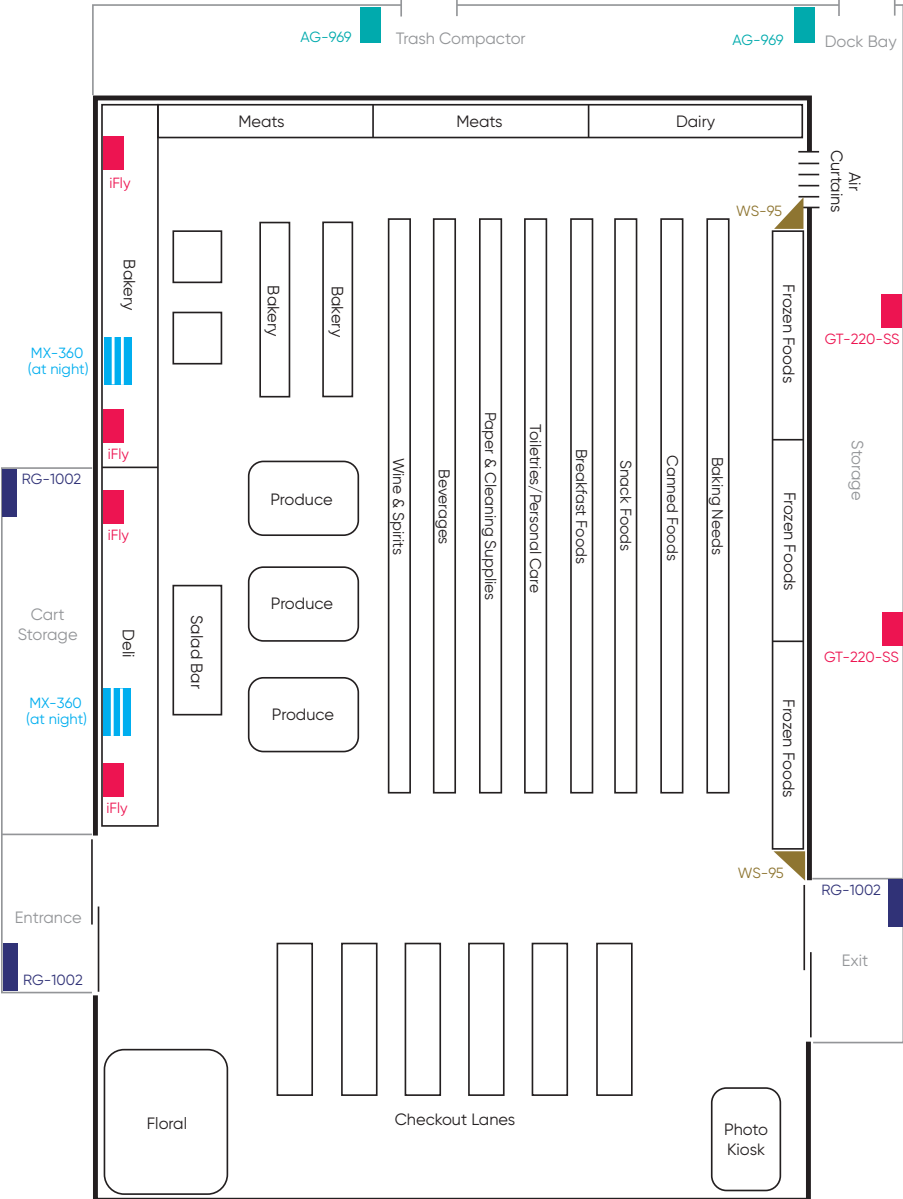 AG-969
Trash Compactor
AG-969
Dock Bay
Meats
Meats
Dairy
Air
Curtains
iFly
WS-95
Bakery
Bakery
Bakery
Frozen Foods
GT-220-SS
MX-360
(at night)
iFly
RG-1002
iFly
Produce
Wine & Spirits
Beverages
Paper & Cleaning Supplies
Toiletries/Personal Care
Breakfast Foods
Snack Foods
Canned Foods
Baking Needs
Frozen Foods
Storage
Cart
Storage
Deli
Salad Bar
Produce
GT-220-SS
MX-360
(at night)
Produce
Frozen Foods
iFly
WS-95
RG-1002
Entrance
Exit
RG-1002
Floral
Checkout Lanes
Photo
Kiosk